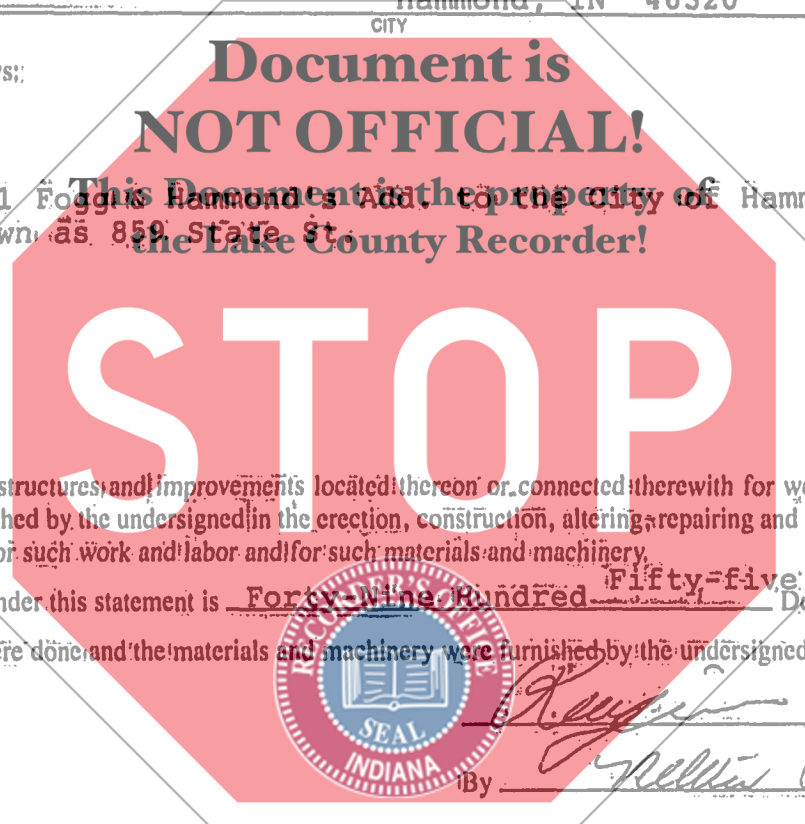 Hammond, IN 46320
CITY
Document is
NOT OFFICIAL!
This Document is the property of
the Lake County Recorder!
Hammond's Add. to the City of Hamm
as 859 State St.
STOP
structures and improvements located thereon or connected therewith for
hed by the undersigned in the erection, construction, altering, repairing and
or such work and labor and for such materials and machinery.
nder this statement is Forty-Nine Hundred Fifty-five
ere done and the materials and machinery were furnished by the undersigned
RECORDER'S OFFICE
SEAL
INDIANA
By